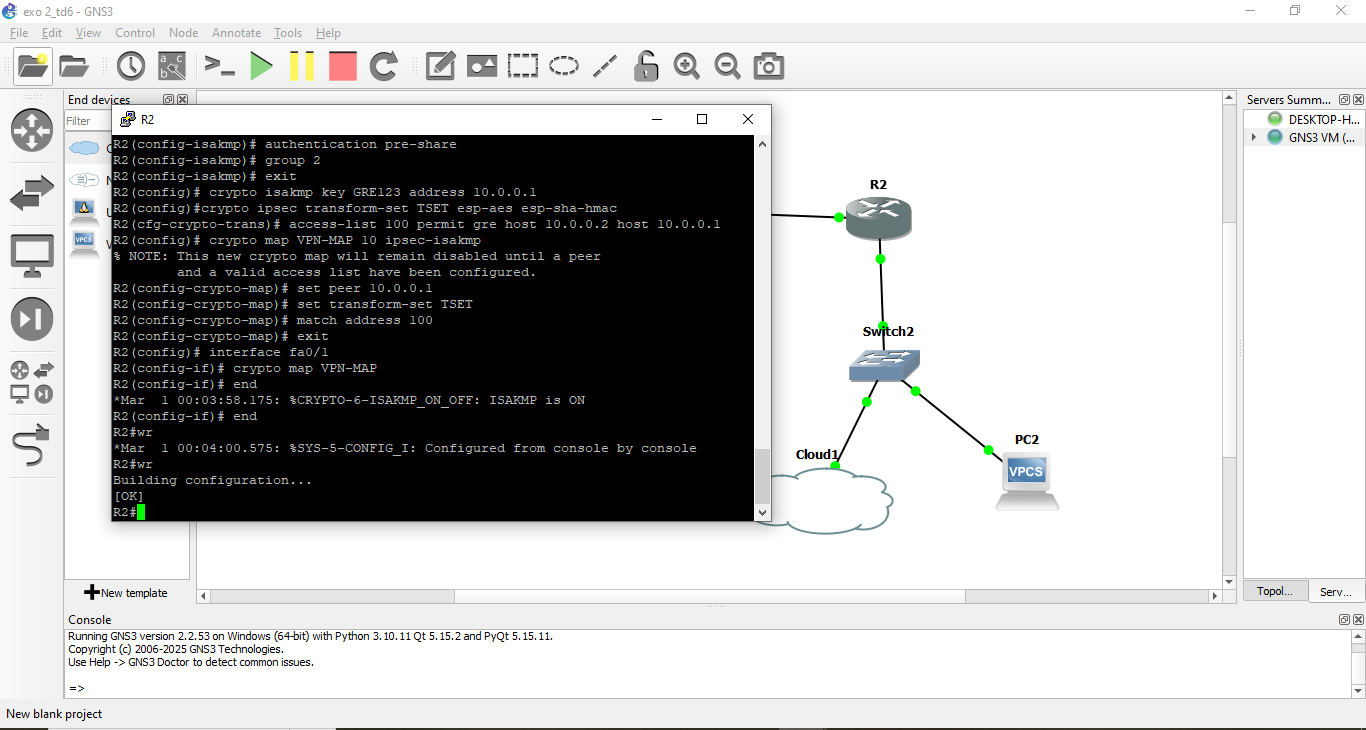 exo 2_td6 - GNS3
File Edit View Control Node Annotate Tools Help
End devices
Filter
VPCS
New template
R2
R2(config-isakmp)# authentication pre-share
R2(config-isakmp)# group 2
R2(config-isakmp)# exit
R2(config)# crypto isakmp key GRE123 address 10.0.0.1
R2(config)#crypto ipsec transform-set TSET esp-aes esp-sha-hmac
R2(cfg-crypto-trans)# access-list 100 permit gre host 10.0.0.2 host 10.0.0.1
R2(config)# crypto map VPN-MAP 10 ipsec-isakmp
% NOTE: This new crypto map will remain disabled until a peer
and a valid access list have been configured.
R2(config-crypto-map)# set peer 10.0.0.1
R2(config-crypto-map)# set transform-set TSET
R2(config-crypto-map)# match address 100
R2(config-crypto-map)# exit
R2(config)# interface fa0/1
R2(config-if)# crypto map VPN-MAP
R2(config-if)# end
*Mar  1 00:03:58.175: %CRYPTO-6-ISAKMP_ON_OFF: ISAKMP is ON
R2(config-if)# end
R2#wr
*Mar  1 00:04:00.575: %SYS-5-CONFIG_I: Configured from console by console
R2#wr
Building configuration...
[OK]
R2#
R2
Switch2
Cloud1
PC2
VPCS
Servers Summ...
DESKTOP-H...
GNS3 VM (...
Topol... Serv...
Console
Running GNS3 version 2.2.53 on Windows (64-bit) with Python 3.10.11 Qt 5.15.2 and PyQt 5.15.11.
Copyright (c) 2006-2025 GNS3 Technologies.
Use Help -> GNS3 Doctor to detect common issues.
=>
New blank project